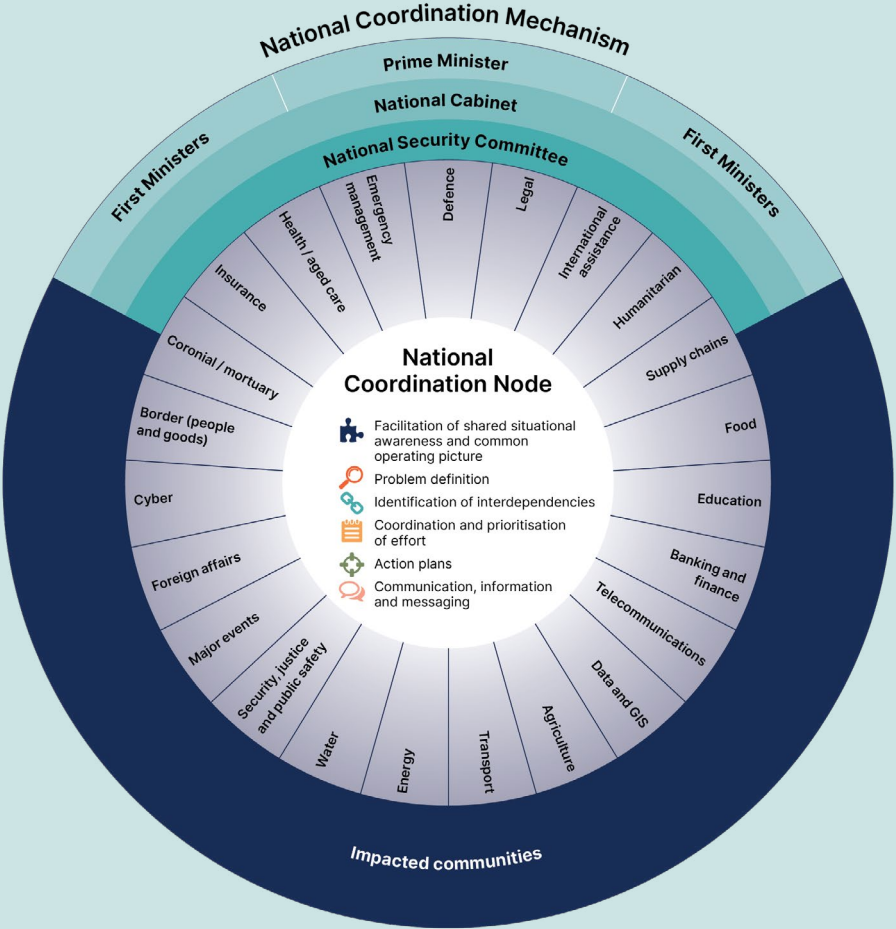 National Coordination Mechanism
Prime Minister
First Ministers
First Ministers
National Cabinet
National Security Committee
Defence
Legal
International
assistance
Humanitarian
Supply chains
Food
Education
Banking and
finance
Telecommunications
Data and GIS
Agriculture
Transport
Energy
Water
Security, justice
and public safety
Major events
Foreign affairs
Cyber
Border (people
and goods)
Coronial / mortuary
Insurance
Health / aged care
Emergency
management
National
Coordination Node
Facilitation of shared situational
awareness and common
operating picture
Problem definition
Identification of interdependencies
Coordination and prioritisation
of effort
Action plans
Communication, information
and messaging
Impacted communities